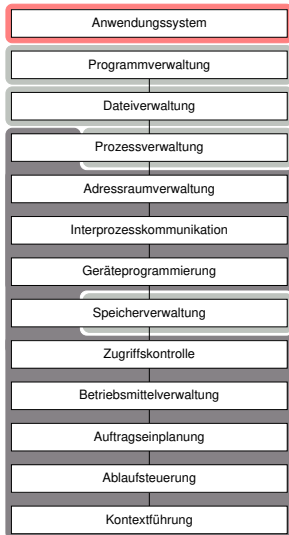 Anwendungssystem
Programmverwaltung
Dateiverwaltung
Prozessverwaltung
Adressraumverwaltung
Interprozesskommunikation
Geräteprogrammierung
Speicherverwaltung
Zugriffskontrolle
Betriebsmittelverwaltung
Auftragseinplanung
Ablaufsteuerung
Kontextführung